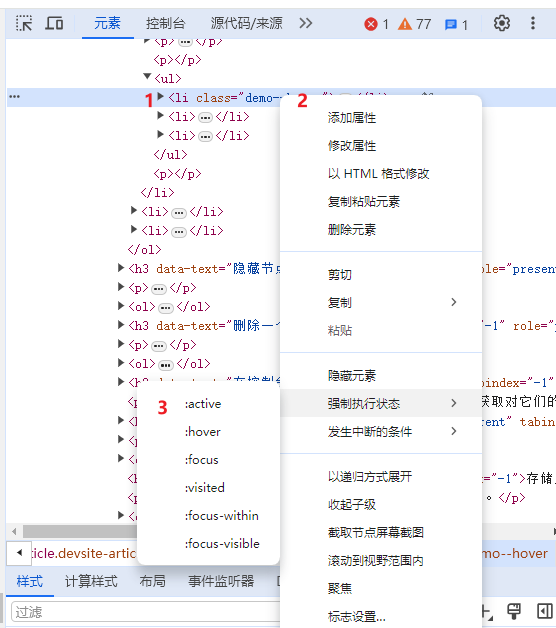 元素 控制台 源代码/来源 1 77 1
<p> ••• </p>
<p></p>
<ul>
1 <li class="demo-
2
<li> ••• </li>
<li> ••• </li>
</ul>
<p></p>
</li>
<li> ••• </li>
<li> ••• </li>
</ol>
<h3 data-text="隐藏节 ole="present
<p> ••• </p>
<ol> ••• </ol>
<h3 data-text="删除一个 "-1" role="p
<p> ••• </p>
<ol> ••• </ol>
bindex="-1"
获取对它们的
rent" tabin
="-1">存储
。</p>
添加属性
修改属性
以 HTML 格式修改
复制粘贴元素
删除元素
剪切
复制
粘贴
隐藏元素
强制执行状态
发生中断的条件
以递归方式展开
收起子级
截取节点屏幕截图
滚动到视野范围内
聚焦
标志设置...
3
:active
:hover
:focus
:visited
:focus-within
:focus-visible
ticle.devsite-artic mo--hover
样式 计算样式 布局 事件监听器
过滤